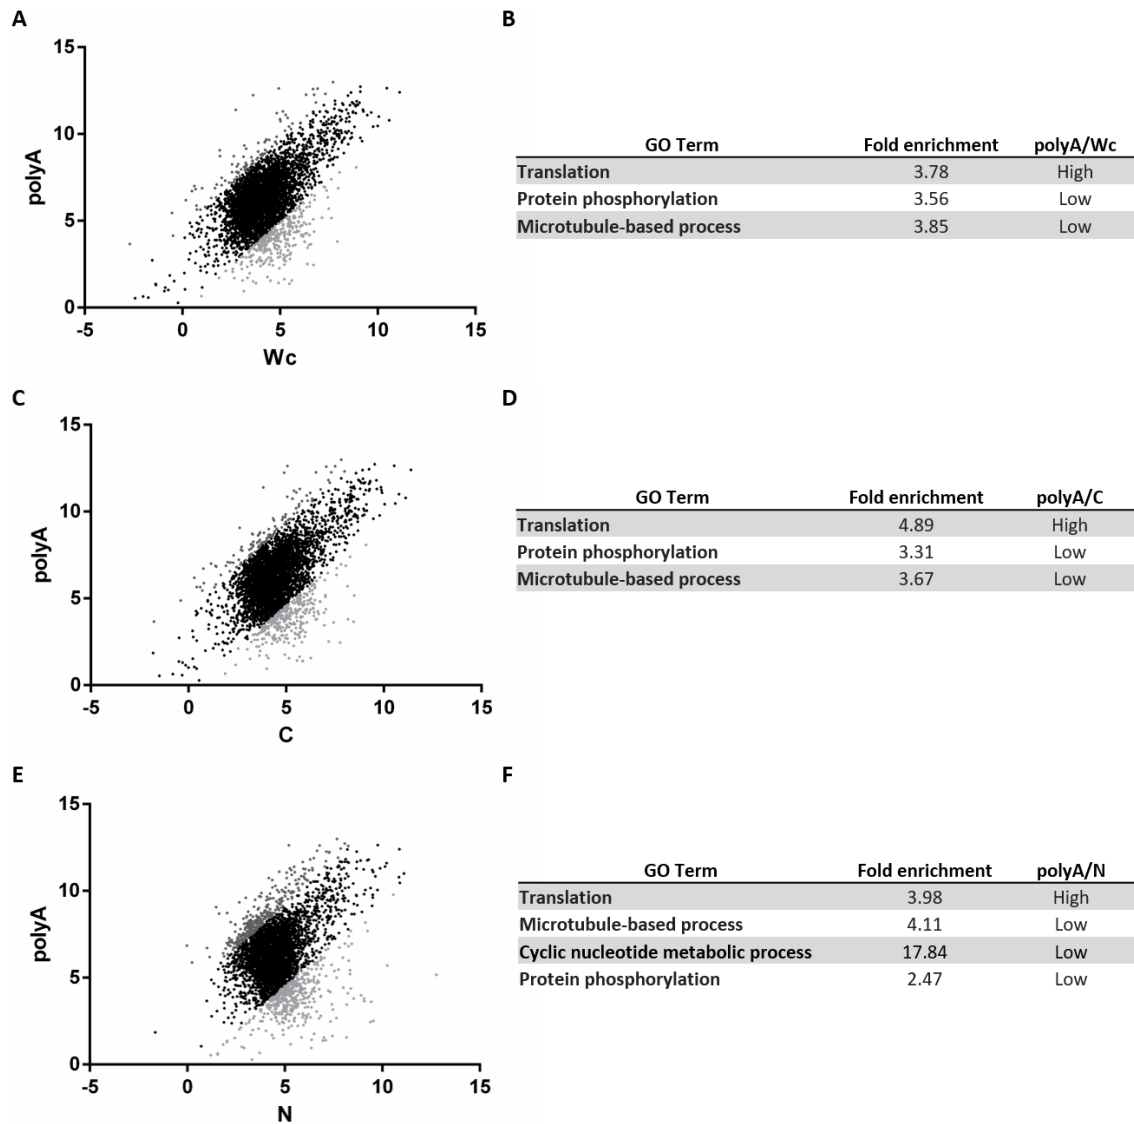 A
B
15
10
5
0
polyA
-5 0 5 10 15
Wc
GO Term Fold enrichment polyA/Wc
Translation 3.78 High
Protein phosphorylation 3.56 Low
Microtubule-based process 3.85 Low
C
D
15
10
5
0
polyA
-5 0 5 10 15
C
GO Term Fold enrichment polyA/C
Translation 4.89 High
Protein phosphorylation 3.31 Low
Microtubule-based process 3.67 Low
E
F
15
10
5
0
polyA
-5 0 5 10 15
N
GO Term Fold enrichment polyA/N
Translation 3.98 High
Microtubule-based process 4.11 Low
Cyclic nucleotide metabolic process 17.84 Low
Protein phosphorylation 2.47 Low